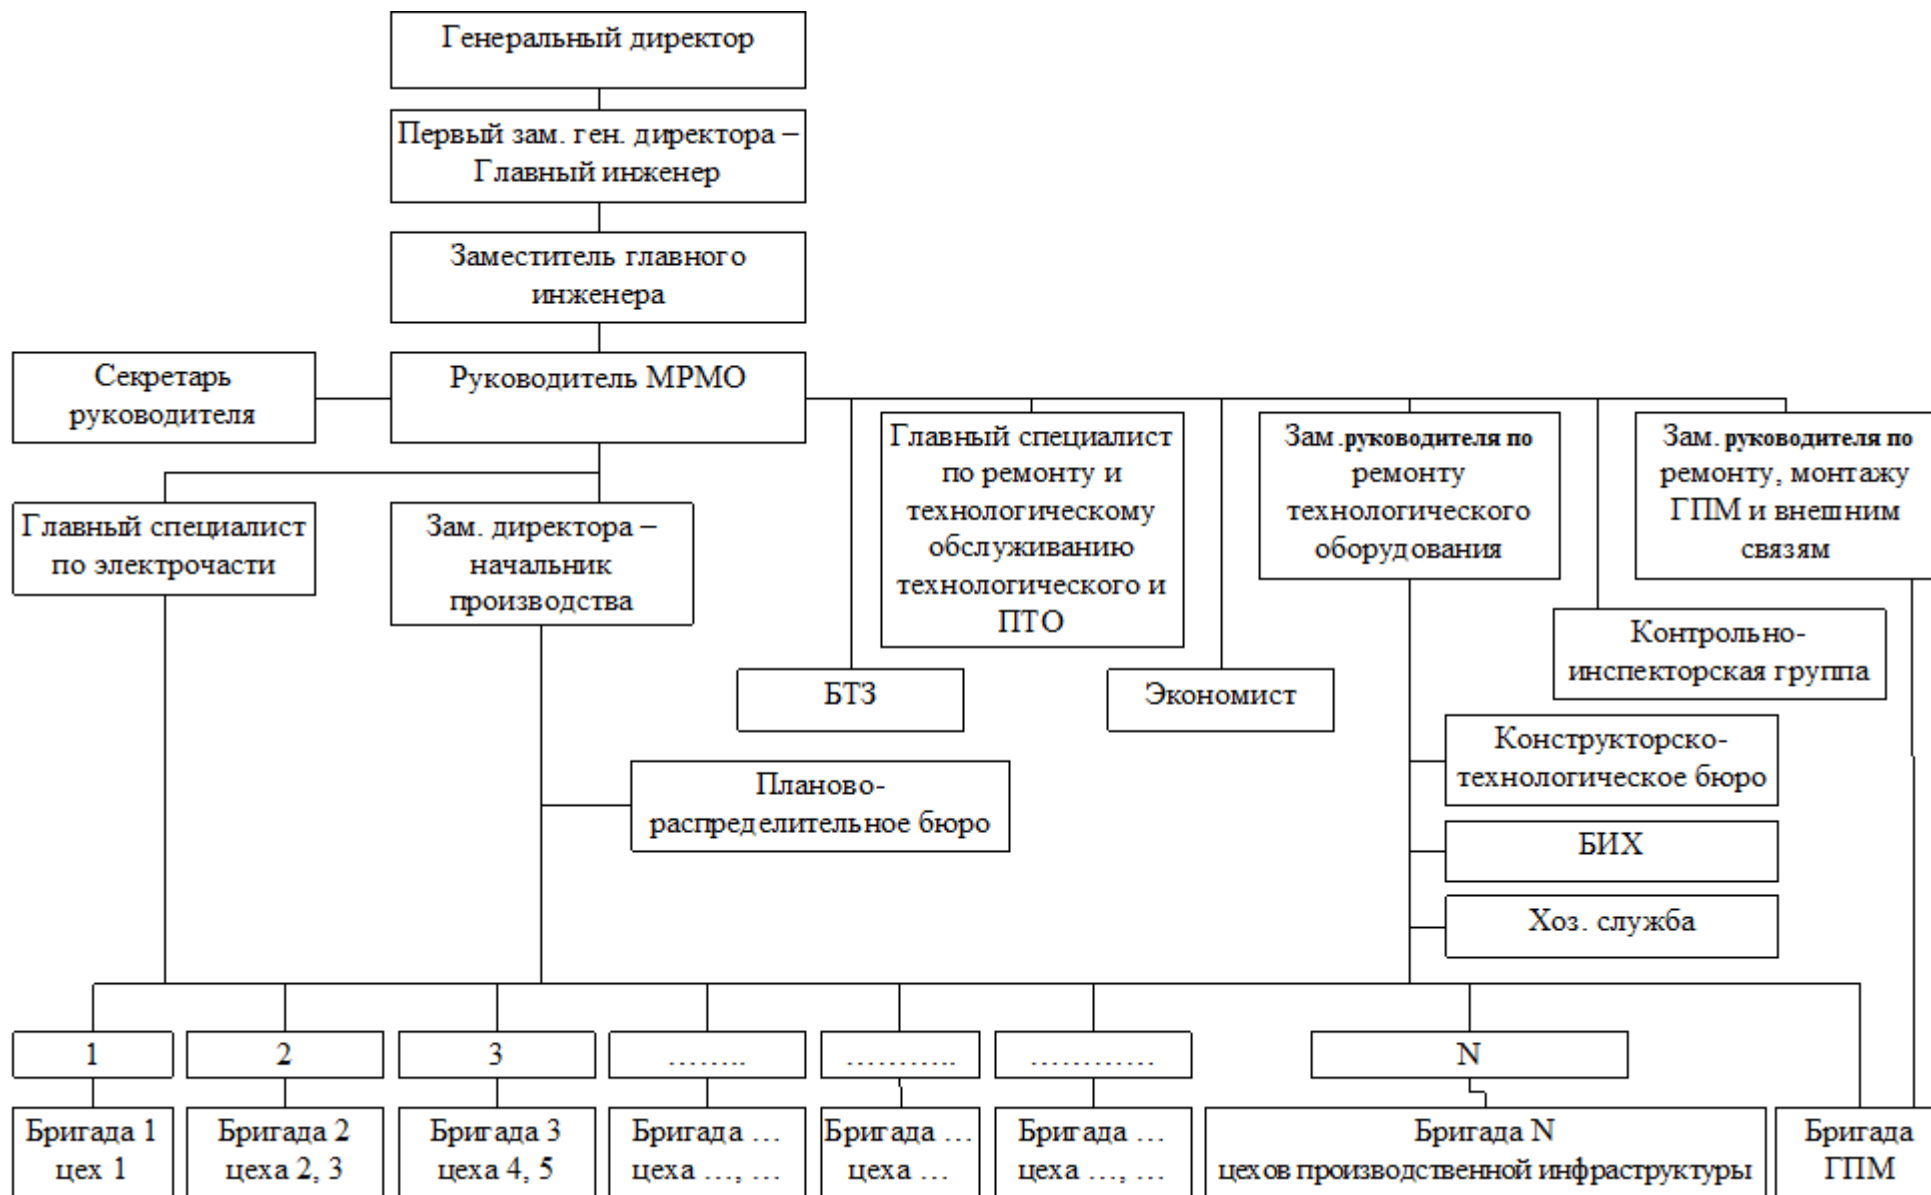 Генеральный директор
Первый зам. ген. директора –
Главный инженер
Заместитель главного
инженера
Секретарь
руководителя
Руководитель МРМО
Главный специалист
по электрочасти
Зам. директора –
начальник
производства
Главный специалист
по ремонту и
технологическому
обслуживанию
технологического и
ПТО
Зам.руководителя по
ремонту
технологического
оборудования
Зам. руководителя по
ремонту, монтажу
ГПМ и внешним
связям
Контрольно-
инспекторская группа
БТЗ
Экономист
Конструкторско-
технологическое бюро
Планово-
распределительное бюро
БИХ
Хоз. служба
1
2
3
……..
………..
…………
N
Бригада 1
цех 1
Бригада 2
цеха 2, 3
Бригада 3
цеха 4, 5
Бригада …
цеха …, …
Бригада …
цеха …
Бригада …
цеха …, …
Бригада N
цехов производственной инфраструктуры
Бригада
ГПМ